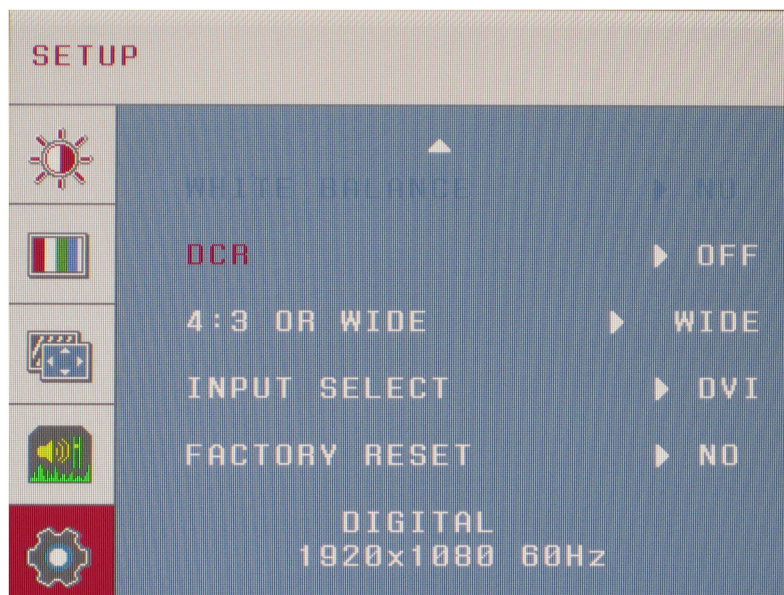 SETUP
WHITE BALANCE NO
DCR OFF
4:3 OR WIDE WIDE
INPUT SELECT DVI
FACTORY RESET NO
DIGITAL
1920x1080 60Hz